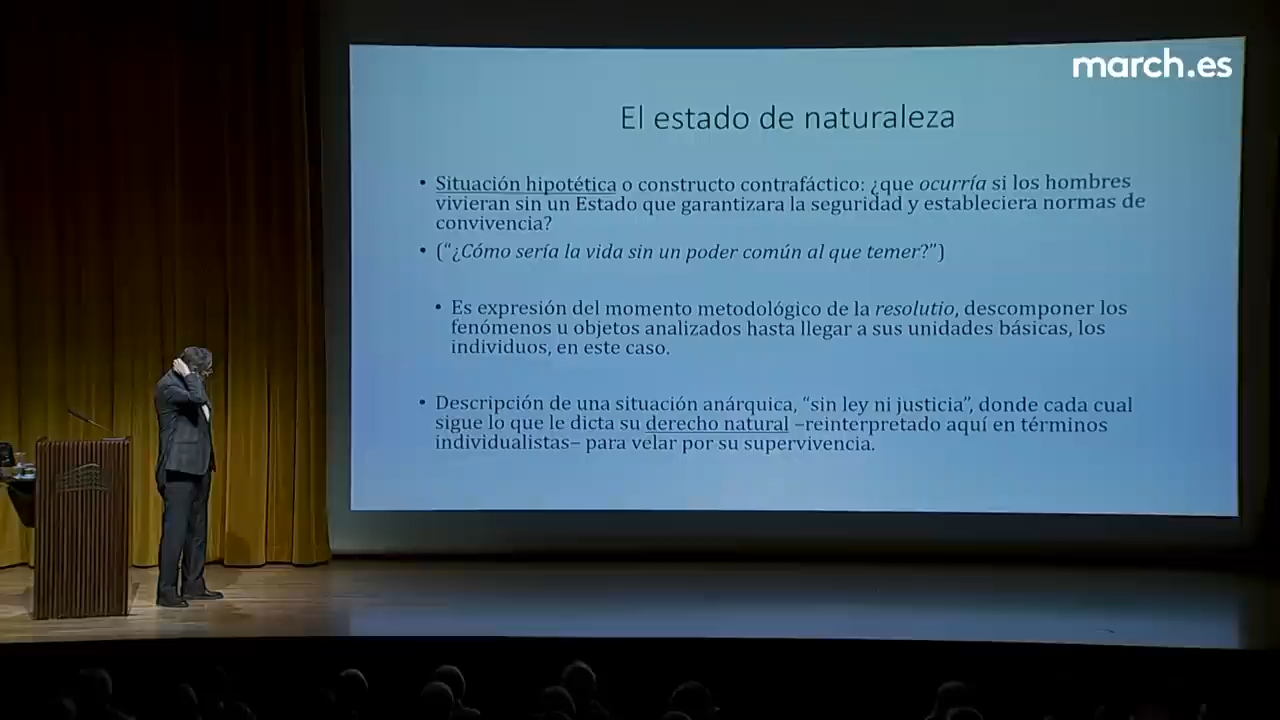 march.es
El estado de naturaleza
• Situación hipotética o constructo contrafáctico: ¿que ocurría si los hombres
vivieran sin un Estado que garantizara la seguridad y estableciera normas de
convivencia?
• (“¿Cómo sería la vida sin un poder común al que temer?”)
• Es expresión del momento metodológico de la resolutio, descomponer los
fenómenos u objetos analizados hasta llegar a sus unidades básicas, los
individuos, en este caso.
• Descripción de una situación anárquica, “sin ley ni justicia”, donde cada cual
sigue lo que le dicta su derecho natural –reinterpretado aquí en términos
individualistas– para velar por su supervivencia.